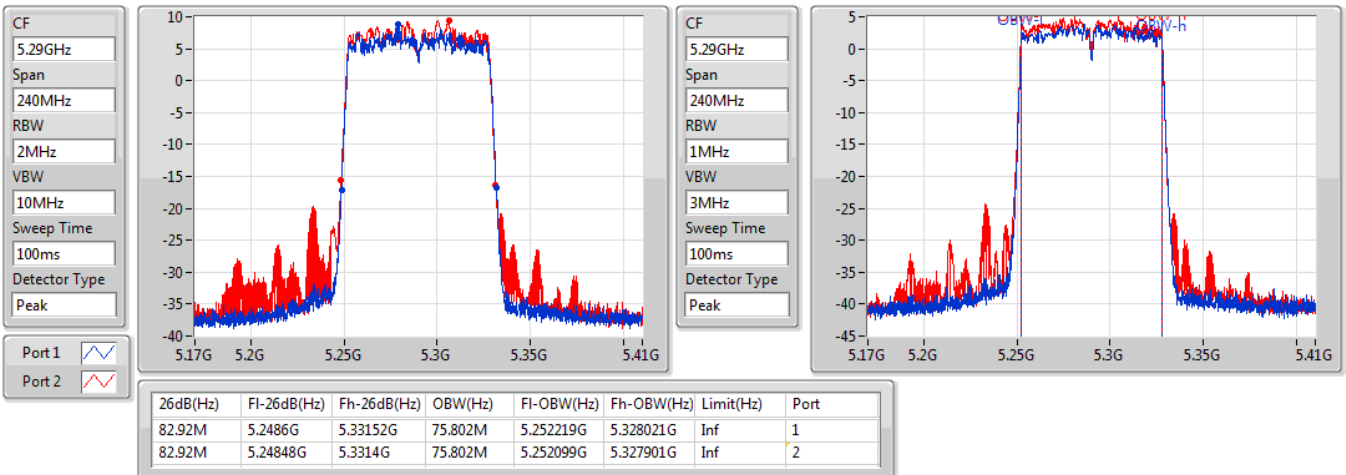 CF
5.29GHz
Span
240MHz
RBW
2MHz
VBW
10MHz
Sweep Time
100ms
Detector Type
Peak
Port 1
Port 2
10
5
0
-5
-10
-15
-20
-25
-30
-35
-40
5.17G 5.2G 5.25G 5.3G 5.35G 5.41G
CF
5.29GHz
Span
240MHz
RBW
1MHz
VBW
3MHz
Sweep Time
100ms
Detector Type
Peak
5
0
-5
-10
-15
-20
-25
-30
-35
-40
-45
OBW-h
5.17G 5.2G 5.25G 5.3G 5.35G 5.41G
26dB(Hz) Fl-26dB(Hz) Fh-26dB(Hz) OBW(Hz) Fl-OBW(Hz) Fh-OBW(Hz) Limit(Hz) Port
82.92M 5.2486G 5.33152G 75.802M 5.252219G 5.328021G Inf 1
82.92M 5.24848G 5.3314G 75.802M 5.252099G 5.327901G Inf 2